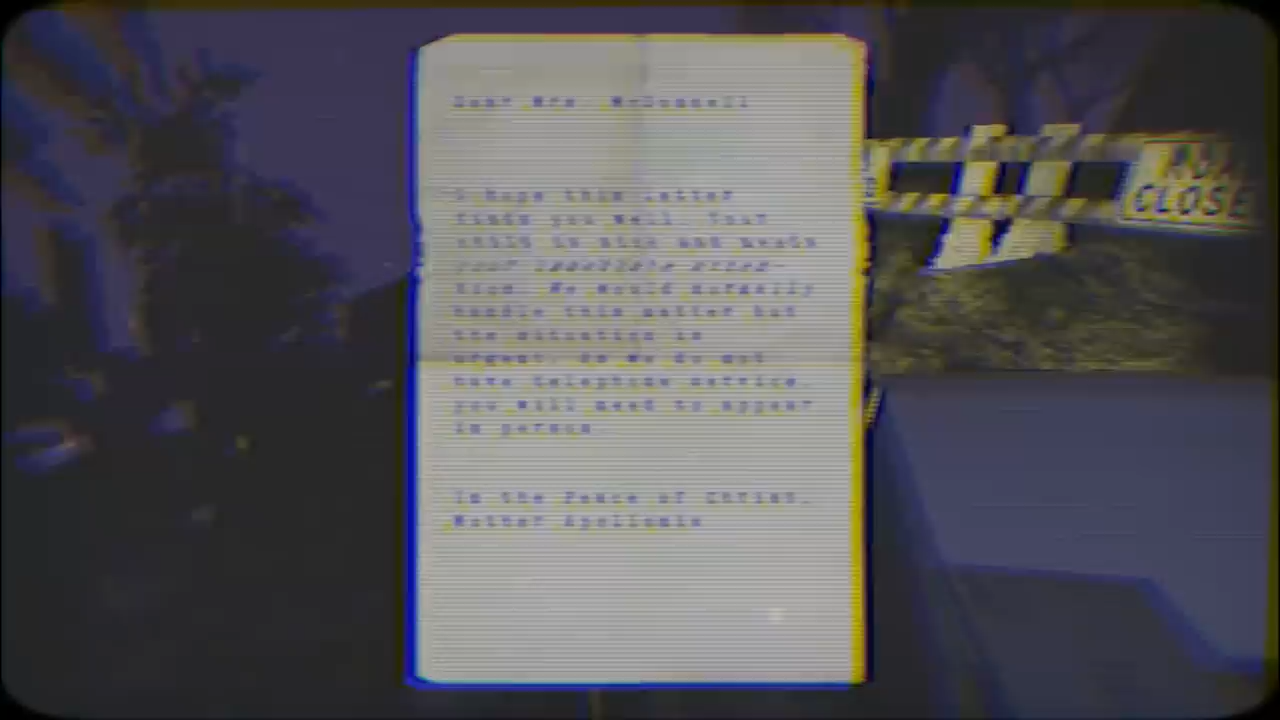 Dear Mrs. McDonnell
I hope this letter
finds you well. Your
child is sick and needs
your immediate atten-
tion. We would normally
handle this matter but
the situation is
urgent. As we do not
have telephone service,
you will need to appear
in person.
In the Peace of Christ,
Mother Apollonia
CLOSE